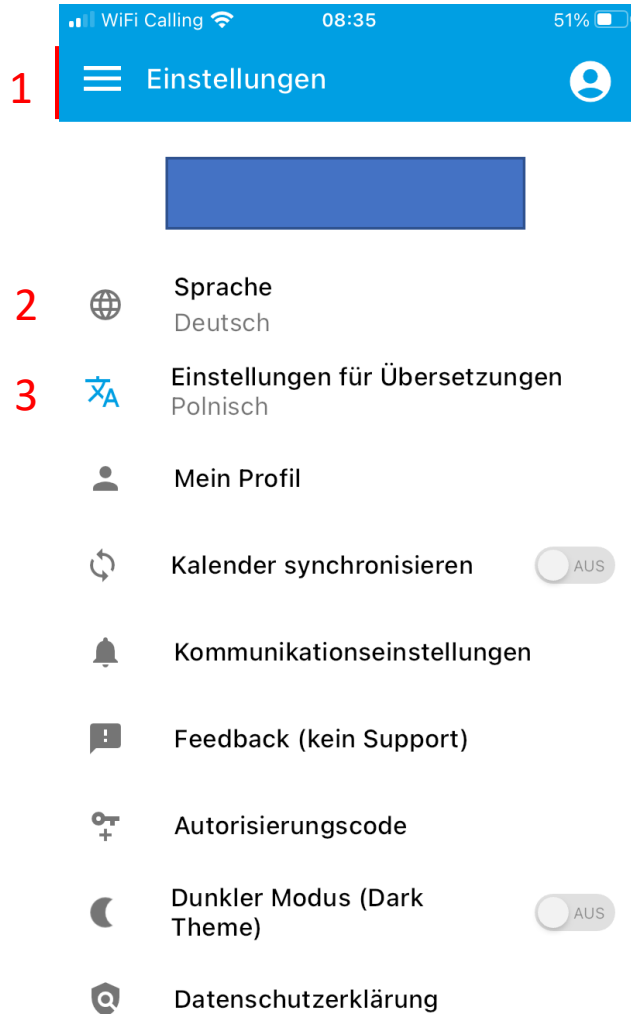 WiFi Calling 08:35 51%
1 Einstellungen
2 Sprache
Deutsch
3 Einstellungen für Übersetzungen
Polnisch
Mein Profil
Kalender synchronisieren AUS
Kommunikationseinstellungen
Feedback (kein Support)
Autorisierungscode
Dunkler Modus (Dark
Theme) AUS
Datenschutzerklärung